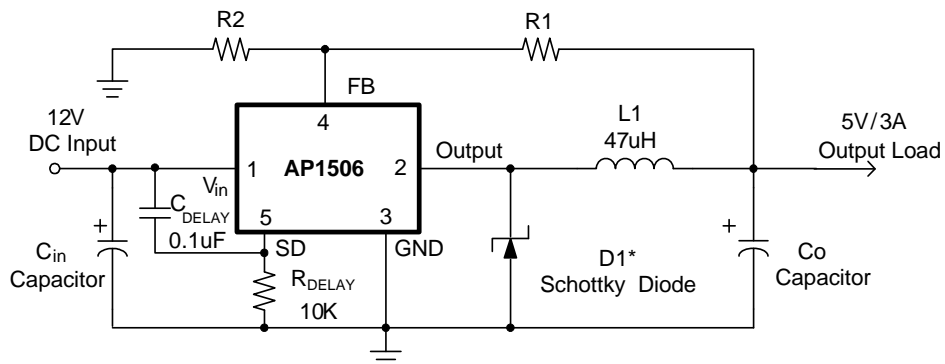 R2
R1
FB
4
12V
DC Input
L1
47uH
5V/3A
Output Load
1
AP1506
2
Output
Vin
CDELAY
0.1uF
5
3
SD
GND
+
Cin
Capacitor
RDELAY
10K
D1*
Schottky Diode
+
Co
Capacitor